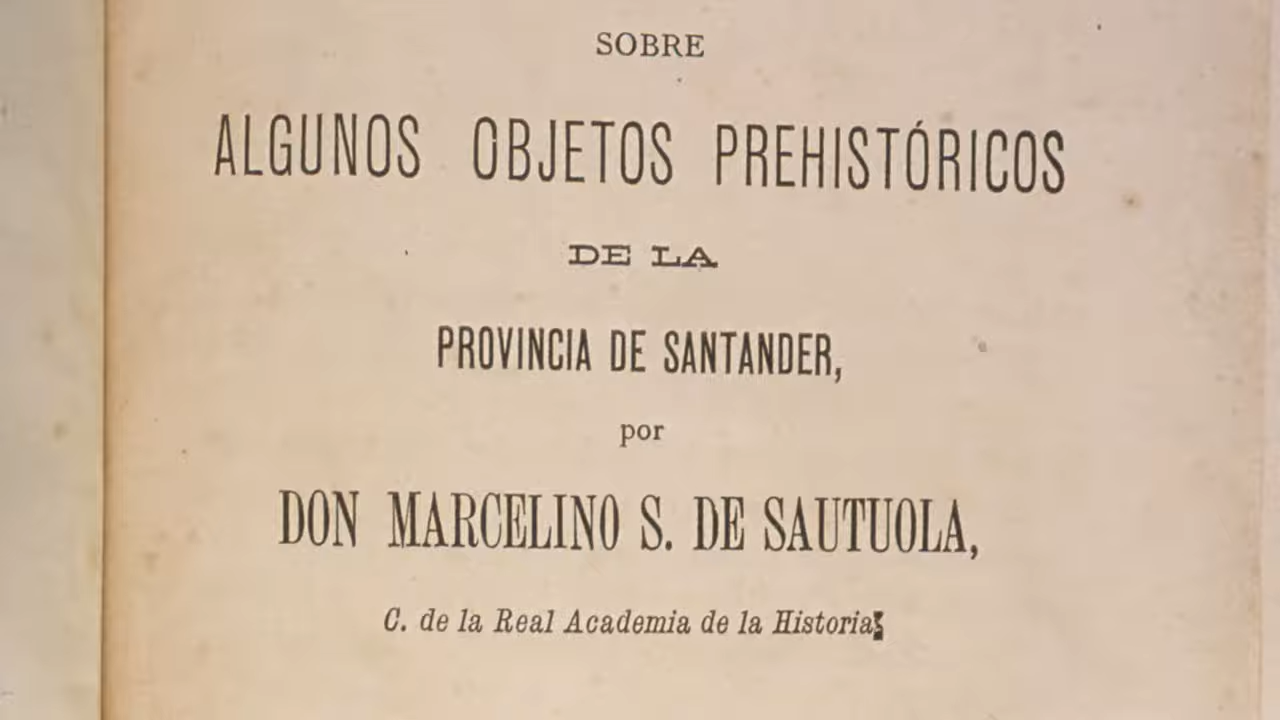 SOBRE
ALGUNOS OBJETOS PREHISTÓRICOS
DE LA
PROVINCIA DE SANTANDER,
por
DON MARCELINO S. DE SAUTUOLA,
C. de la Real Academia de la Historia;